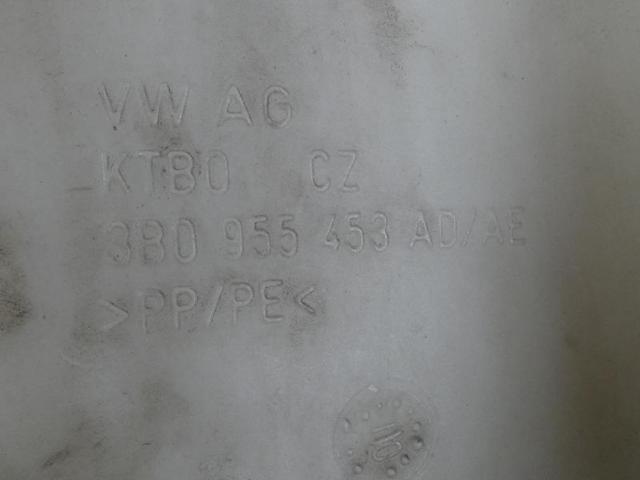 VW AG
KTBO CZ
3B0 955 453 AD/AE
>PP/PE<